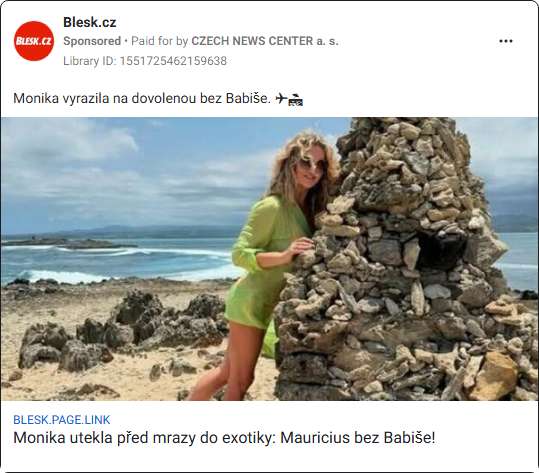 BLESK.CZ
Blesk.cz
Sponsored • Paid for by CZECH NEWS CENTER a. s.
Library ID: 1551725462159638
Monika vyrazila na dovolenou bez Babiše. ✈️🏖️
BLESK.PAGE.LINK
Monika utekla před mrazy do exotiky: Mauricius bez Babiše!